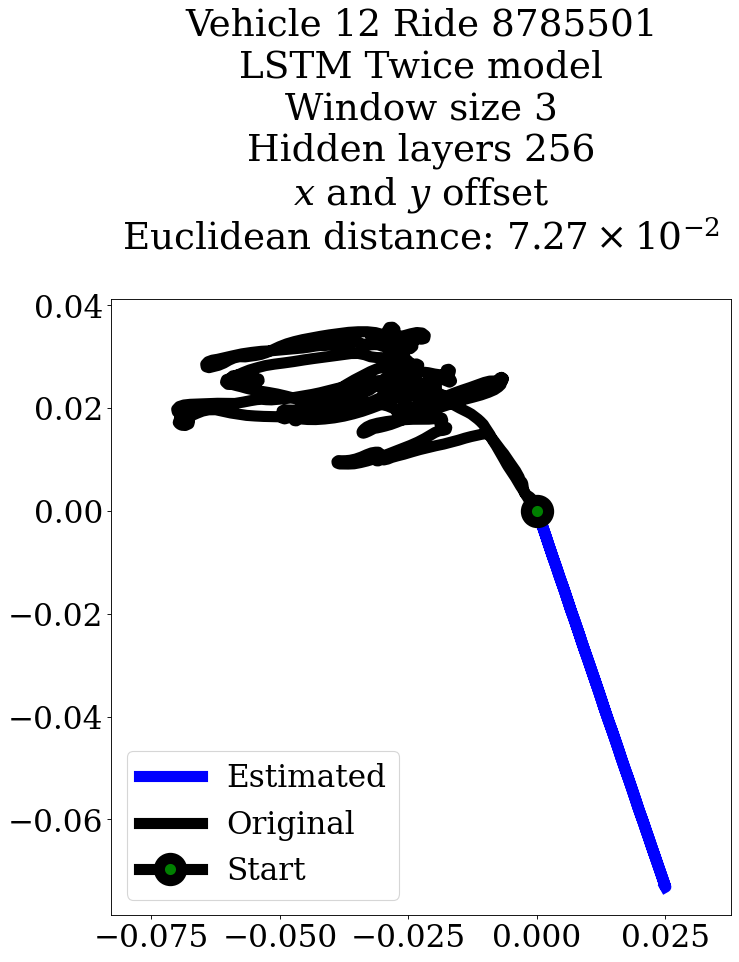 Vehicle 12 Ride 8785501
LSTM Twice model
Window size 3
Hidden layers 256
x and y offset
Euclidean distance: 7.27 × 10⁻²
0.04
0.02
0.00
−0.02
−0.04
−0.06
Estimated
Original
Start
−0.075 −0.050 −0.025 0.000 0.025